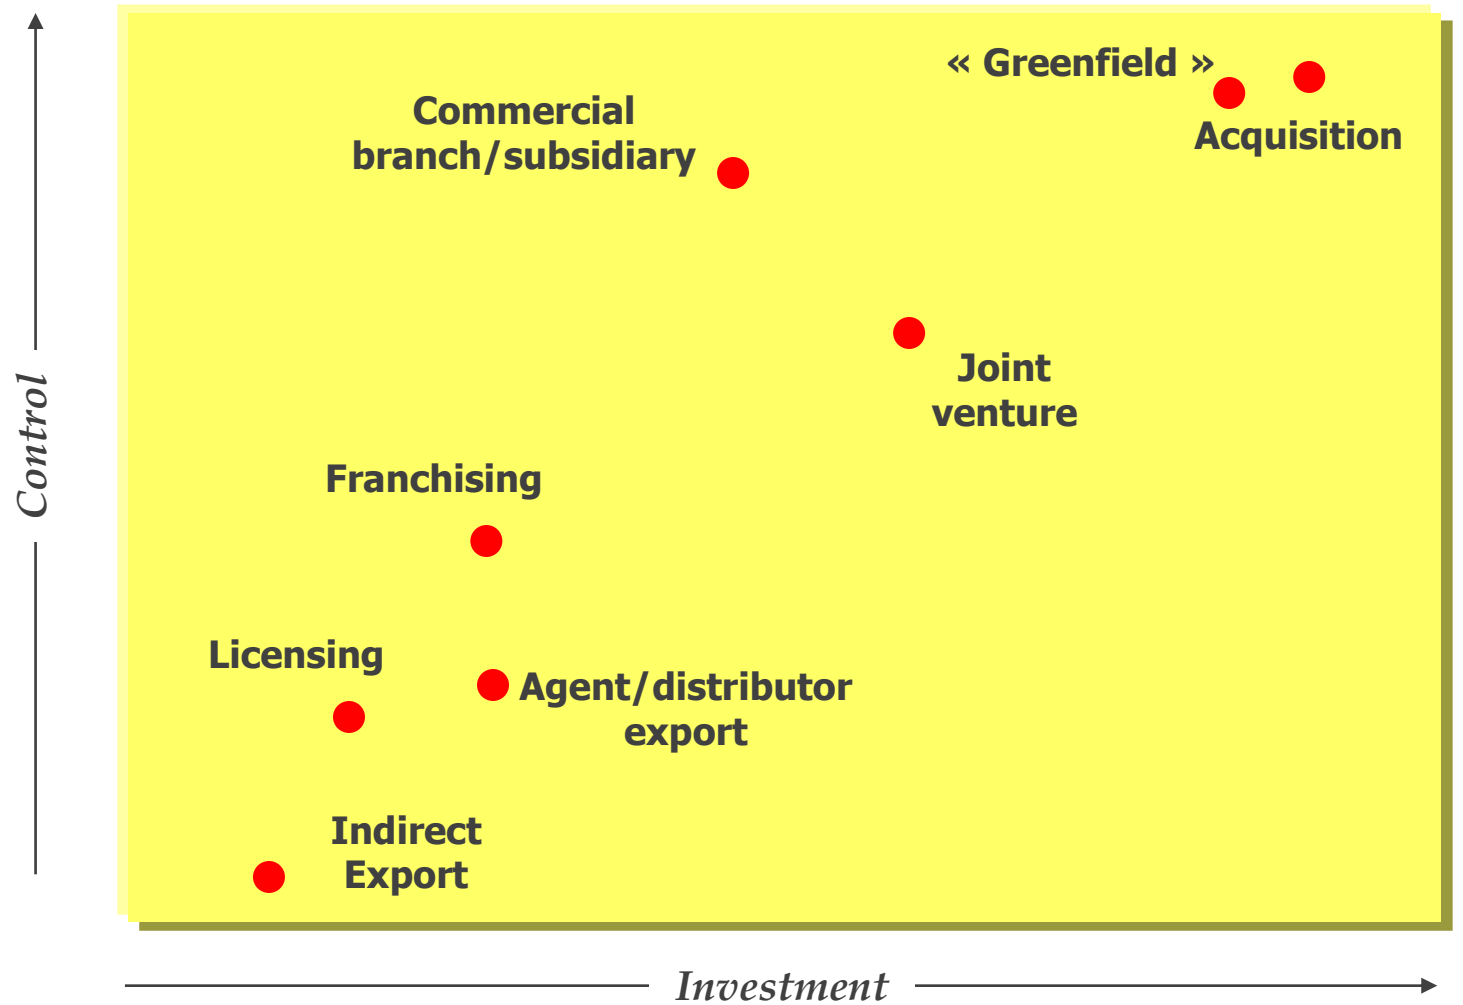 « Greenfield »
Commercial
branch/subsidiary
Acquisition
Joint
venture
Control
Franchising
Licensing
Agent/distributor
export
Indirect
Export
Investment